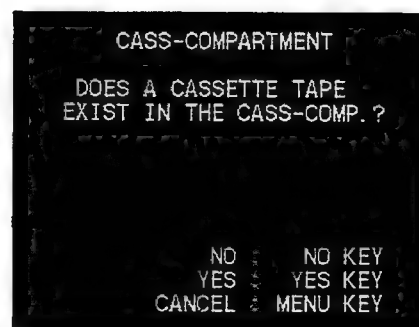 CASS-COMPARTMENT
DOES A CASSETTE TAPE
EXIST IN THE CASS-COMP.?
NO : NO KEY
YES : YES KEY
CANCEL : MENU KEY